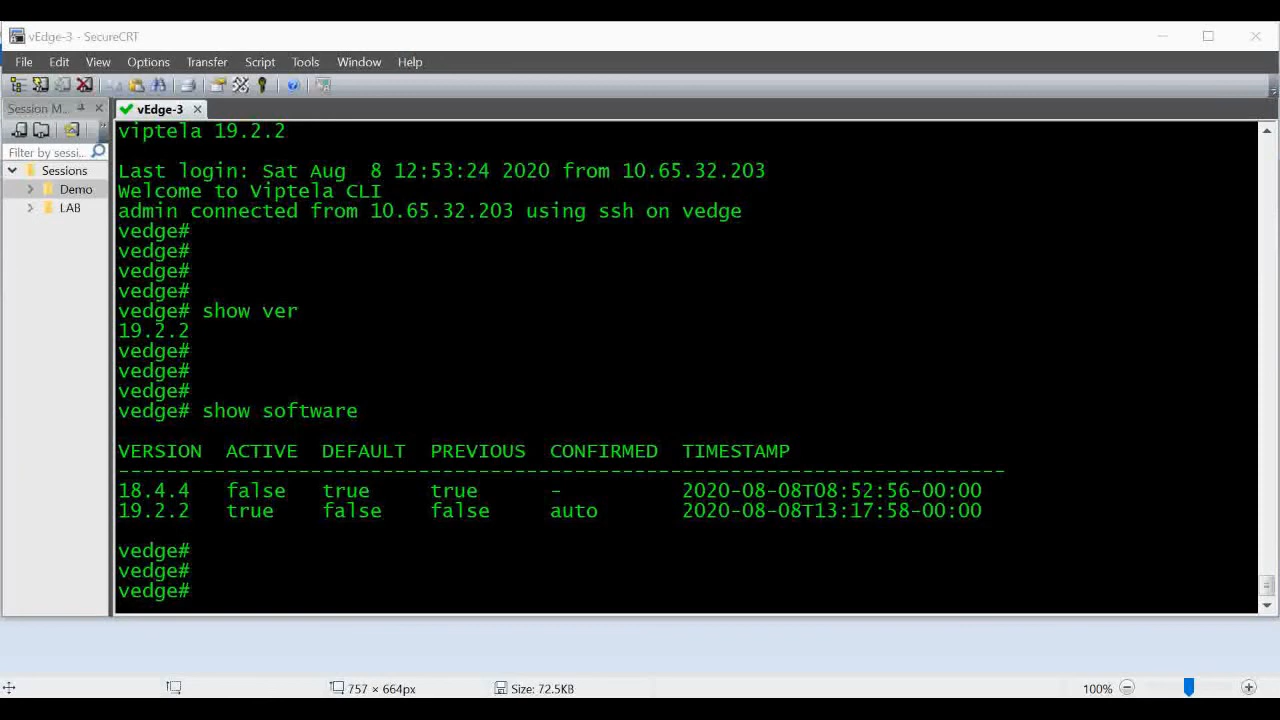 vEdge-3 - SecureCRT
File Edit View Options Transfer Script Tools Window Help
Session M...
vEdge-3
Filter by sessi...
Sessions
Demo
LAB
viptela 19.2.2
Last login: Sat Aug  8 12:53:24 2020 from 10.65.32.203
Welcome to Viptela CLI
admin connected from 10.65.32.203 using ssh on vedge
vedge#
vedge#
vedge#
vedge#
vedge# show ver
19.2.2
vedge#
vedge#
vedge#
vedge# show software
VERSION ACTIVE DEFAULT PREVIOUS CONFIRMED TIMESTAMP
--------------------------------------------------------------------------
18.4.4 false true true - 2020-08-08T08:52:56-00:00
19.2.2 true false false auto 2020-08-08T13:17:58-00:00
vedge#
vedge#
vedge#
757 × 664px Size: 72.5KB 100%